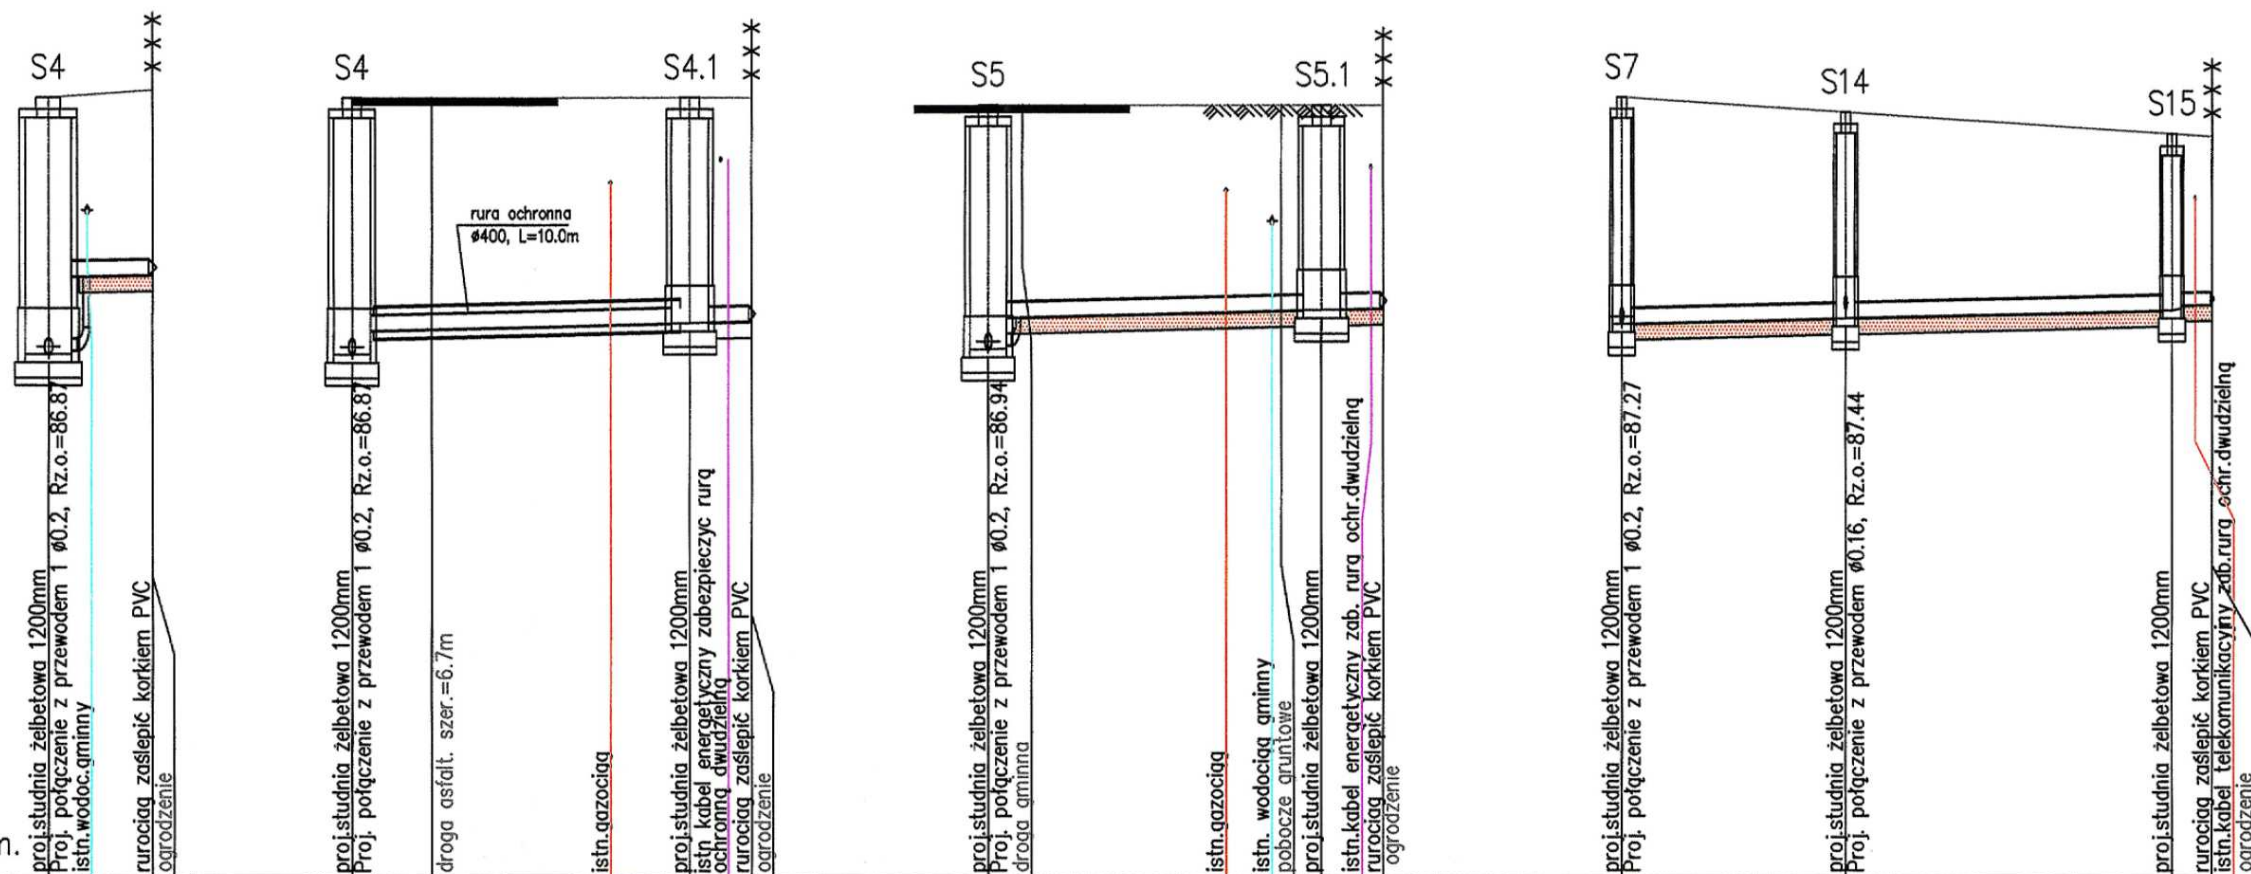 S4
S4
S4.1
S5
S5.1
S7
S14
S15
rura ochronna
ø400, L=10.0m
m.
proj.studnia żelbetowa 1200mm
Proj. połączenie z przewodem 1 ø0.2, Rz.o.=86.87
istn.wodoc.gminny
rurociąg zaślepić korkiem PVC
ogrodzenie
proj.studnia żelbetowa 1200mm
Proj. połączenie z przewodem 1 ø0.2, Rz.o.=86.87
droga asfalt. szer.=6.7m
istn.gazociąg
proj.studnia żelbetowa 1200mm
istn kabel energetyczny zabezpieczyc rurą
ochronną dwudzielną
rurociąg zaślepić korkiem PVC
ogrodzenie
proj.studnia żelbetowa 1200mm
Proj. połączenie z przewodem 1 ø0.2, Rz.o.=86.94
droga gminna
istn.gazociąg
istn. wodociąg gminny
pobocze gruntowe
proj.studnia żelbetowa 1200mm
istn.kabel energetyczny zab. rurą ochr.dwudzielną
rurociąg zaślepić korkiem PVC
ogrodzenie
proj.studnia żelbetowa 1200mm
Proj. połączenie z przewodem 1 ø0.2, Rz.o.=87.27
proj.studnia żelbetowa 1200mm
Proj. połączenie z przewodem ø0.16, Rz.o.=87.44
proj.studnia żelbetowa 1200mm
rurociąg zaślepić korkiem PVC
istn.kabel telekomunikacyjny zab.rurą ochr.dwudzielną
ogrodzenie